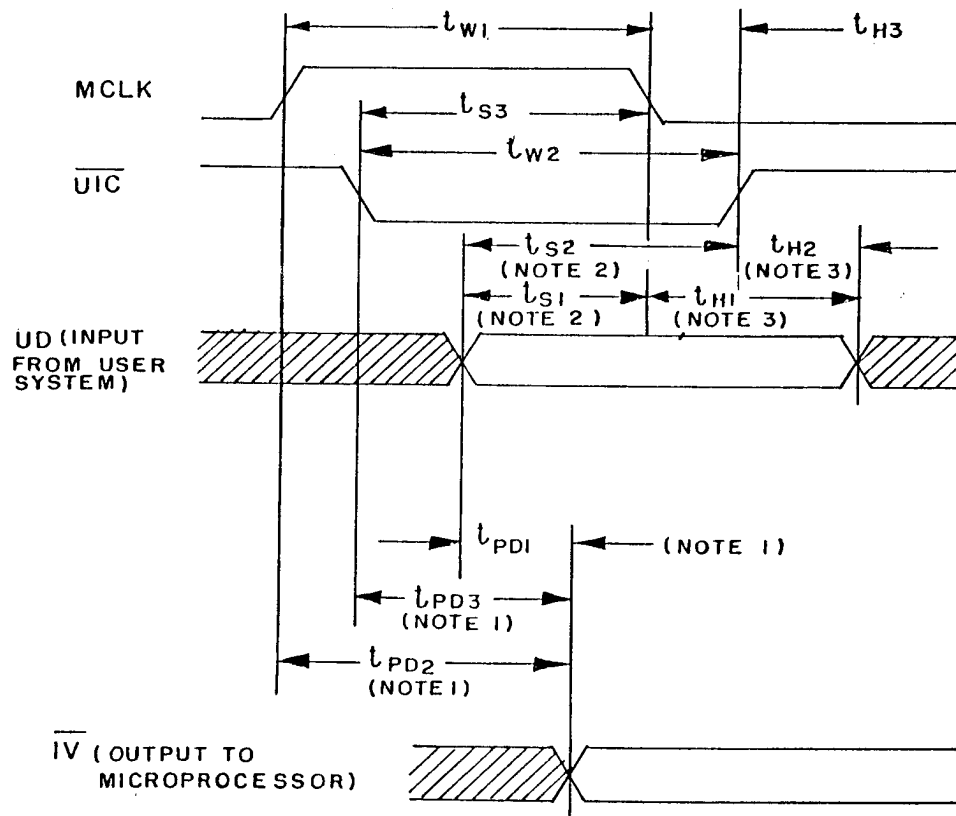 tW1
tH3
MCLK
tS3
tW2
UIC
tS2
(NOTE 2)
tH2
(NOTE 3)
tS1
(NOTE 2)
tH1
(NOTE 3)
UD (INPUT
FROM USER
SYSTEM)
tPD1
(NOTE 1)
tPD3
(NOTE 1)
tPD2
(NOTE 1)
IV (OUTPUT TO
MICROPROCESSOR)